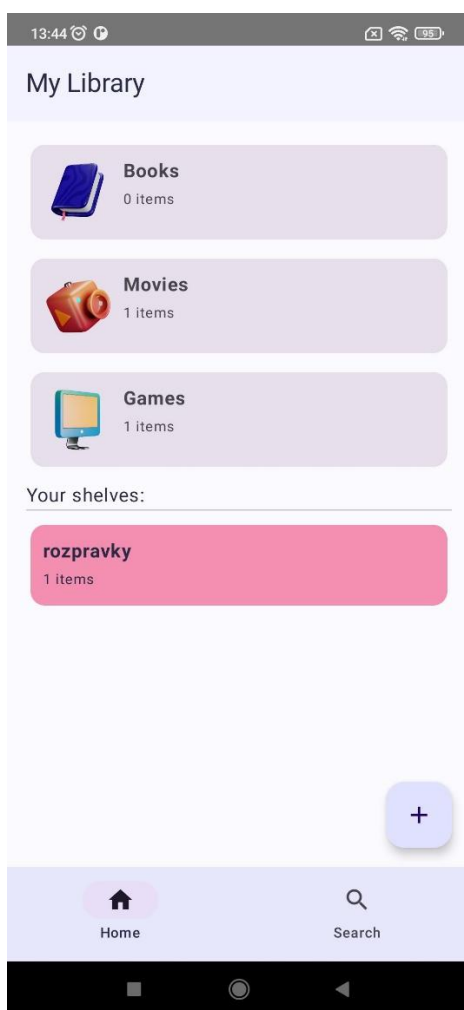 13:44
95
My Library
Books
0 items
Movies
1 items
Games
1 items
Your shelves:
rozpravky
1 items
+
Home
Search